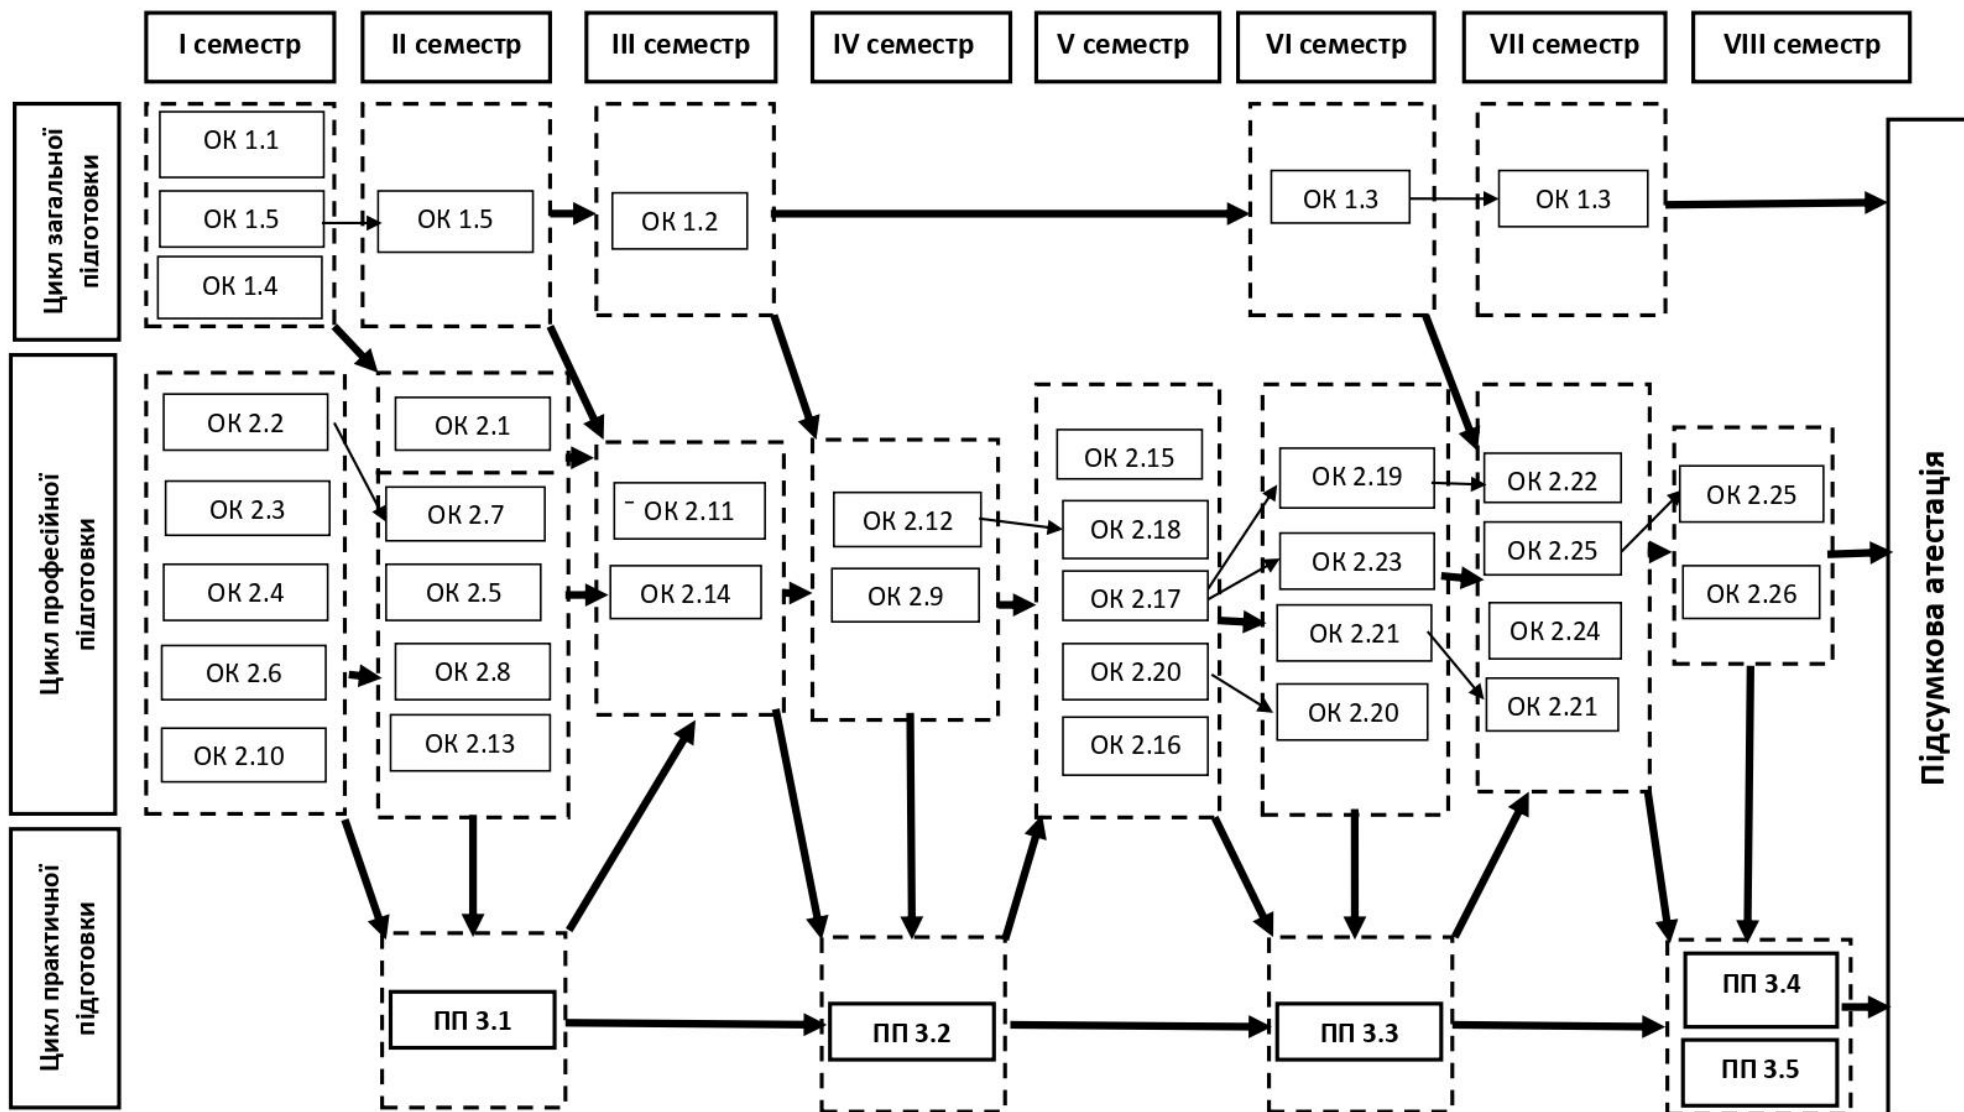 І семестр
ІІ семестр
ІІІ семестр
IV семестр
V семестр
VI семестр
VII семестр
VIII семестр
Цикл загальної
підготовки
ОК 1.1
ОК 1.5
ОК 1.4
ОК 1.5
ОК 1.2
ОК 1.3
ОК 1.3
Цикл професійної
підготовки
ОК 2.2
ОК 2.3
ОК 2.4
ОК 2.6
ОК 2.10
ОК 2.1
ОК 2.7
ОК 2.5
ОК 2.8
ОК 2.13
ОК 2.11
ОК 2.14
ОК 2.12
ОК 2.9
ОК 2.15
ОК 2.18
ОК 2.17
ОК 2.20
ОК 2.16
ОК 2.19
ОК 2.23
ОК 2.21
ОК 2.20
ОК 2.22
ОК 2.25
ОК 2.24
ОК 2.21
ОК 2.25
ОК 2.26
Цикл практичної
підготовки
ПП 3.1
ПП 3.2
ПП 3.3
ПП 3.4
ПП 3.5
Підсумкова атестація